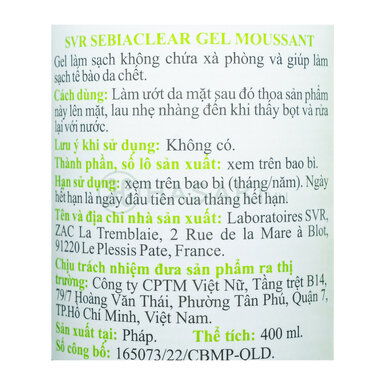 SVR SEBIACLEAR GEL MOUSSANT
Gel làm sạch không chứa xà phòng và giúp làm
sạch tế bào da chết.
Cách dùng: Làm ướt da mặt sau đó thọa sản phẩm
này lên mặt, lau nhẹ nhàng đến khi thấy bọt và rửa
lại với nước.
Lưu ý khi sử dụng: Không có.
Thành phần, số lô sản xuất: xem trên bao bì.
Hạn sử dụng: xem trên bao bì (tháng/năm). Ngày
hết hạn là ngày đầu tiên của tháng hết hạn.
Tên và địa chỉ nhà sản xuất: Laboratoires SVR,
ZAC La Tremblaie, 2 Rue de la Mare à Blot,
91220 Le Plessis Pate, France.
Chịu trách nhiệm đưa sản phẩm ra thị
trường: Công ty CPTM Việt Nữ, Tầng trệt B14,
79/7 Hoàng Văn Thái, Phường Tân Phú, Quận 7,
TP.Hồ Chí Minh, Việt Nam.
Sản xuất tại: Pháp. Thể tích: 400 ml.
Số công bố: 165073/22/CBMP-QLD.